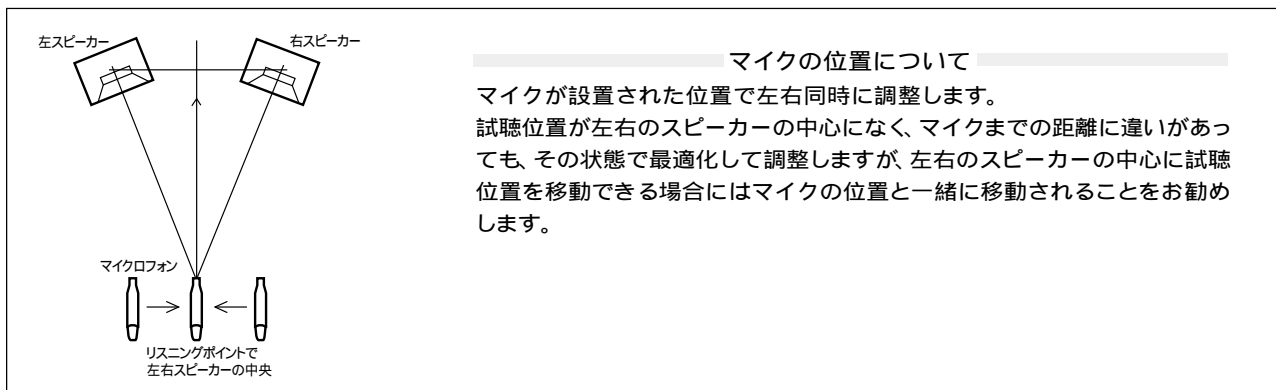 左スピーカー
右スピーカー
マイクロフォン
リスニングポイントで
左右スピーカーの中央
マイクの位置について
マイクが設置された位置で左右同時に調整します。
試聴位置が左右のスピーカーの中心になく、マイクまでの距離に違いがあっ
ても、その状態で最適化して調整しますが、左右のスピーカーの中心に試聴
位置を移動できる場合にはマイクの位置と一緒に移動されることをお勧め
します。